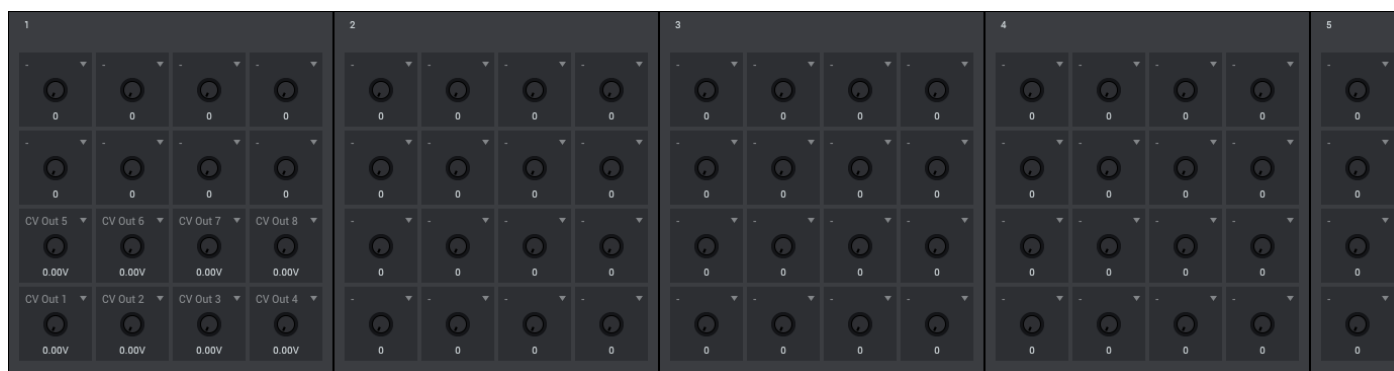 1 2 3 4 5
- - - - - - - - - - - - - - - - -
0 0 0 0 0 0 0 0 0 0 0 0 0 0 0 0 0
- - - - - - - - - - - - - - - - -
0 0 0 0 0 0 0 0 0 0 0 0 0 0 0 0 0
CV Out 5 CV Out 6 CV Out 7 CV Out 8 - - - - - - - - - - - - -
0.00V 0.00V 0.00V 0.00V 0 0 0 0 0 0 0 0 0 0 0 0 0
CV Out 1 CV Out 2 CV Out 3 CV Out 4 - - - - - - - - - - - - -
0.00V 0.00V 0.00V 0.00V 0 0 0 0 0 0 0 0 0 0 0 0 0